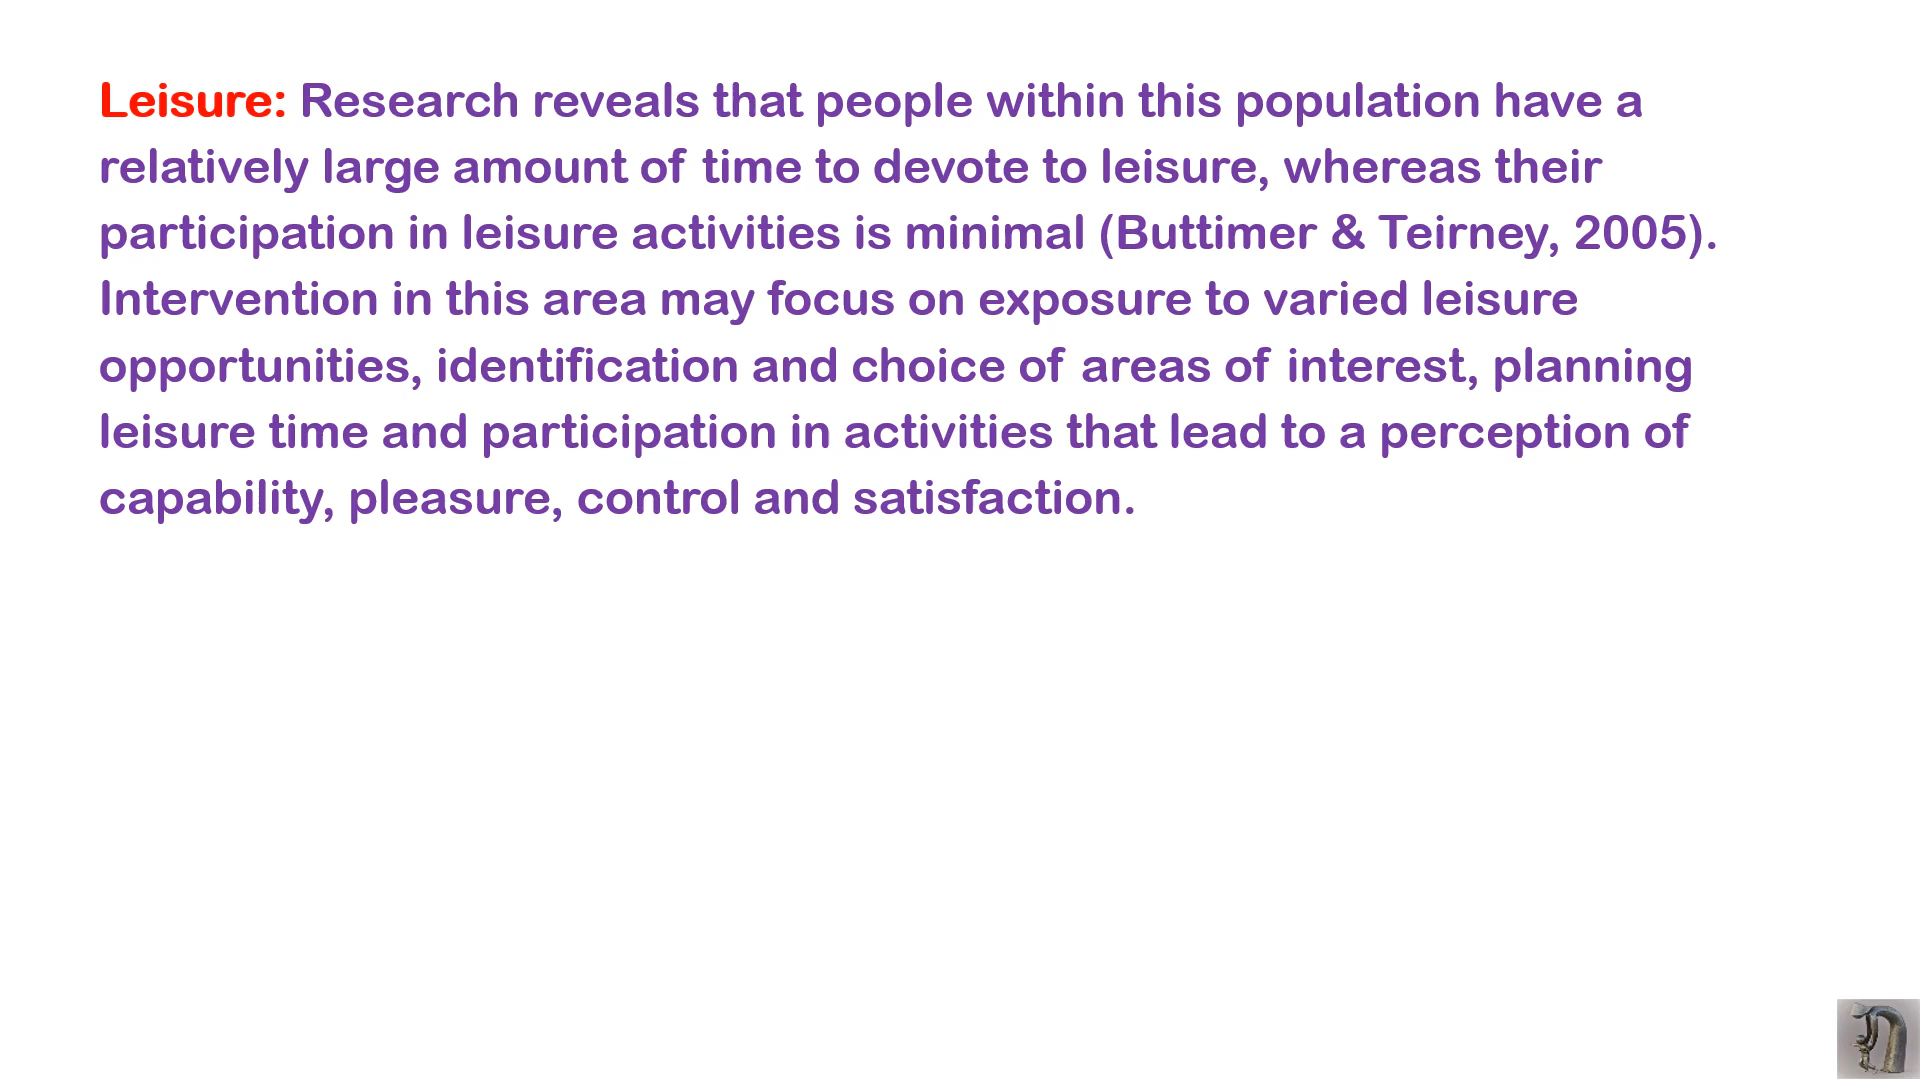 Leisure: Research reveals that people within this population have a
relatively large amount of time to devote to leisure, whereas their
participation in leisure activities is minimal (Buttimer & Teirney, 2005).
Intervention in this area may focus on exposure to varied leisure
opportunities, identification and choice of areas of interest, planning
leisure time and participation in activities that lead to a perception of
capability, pleasure, control and satisfaction.